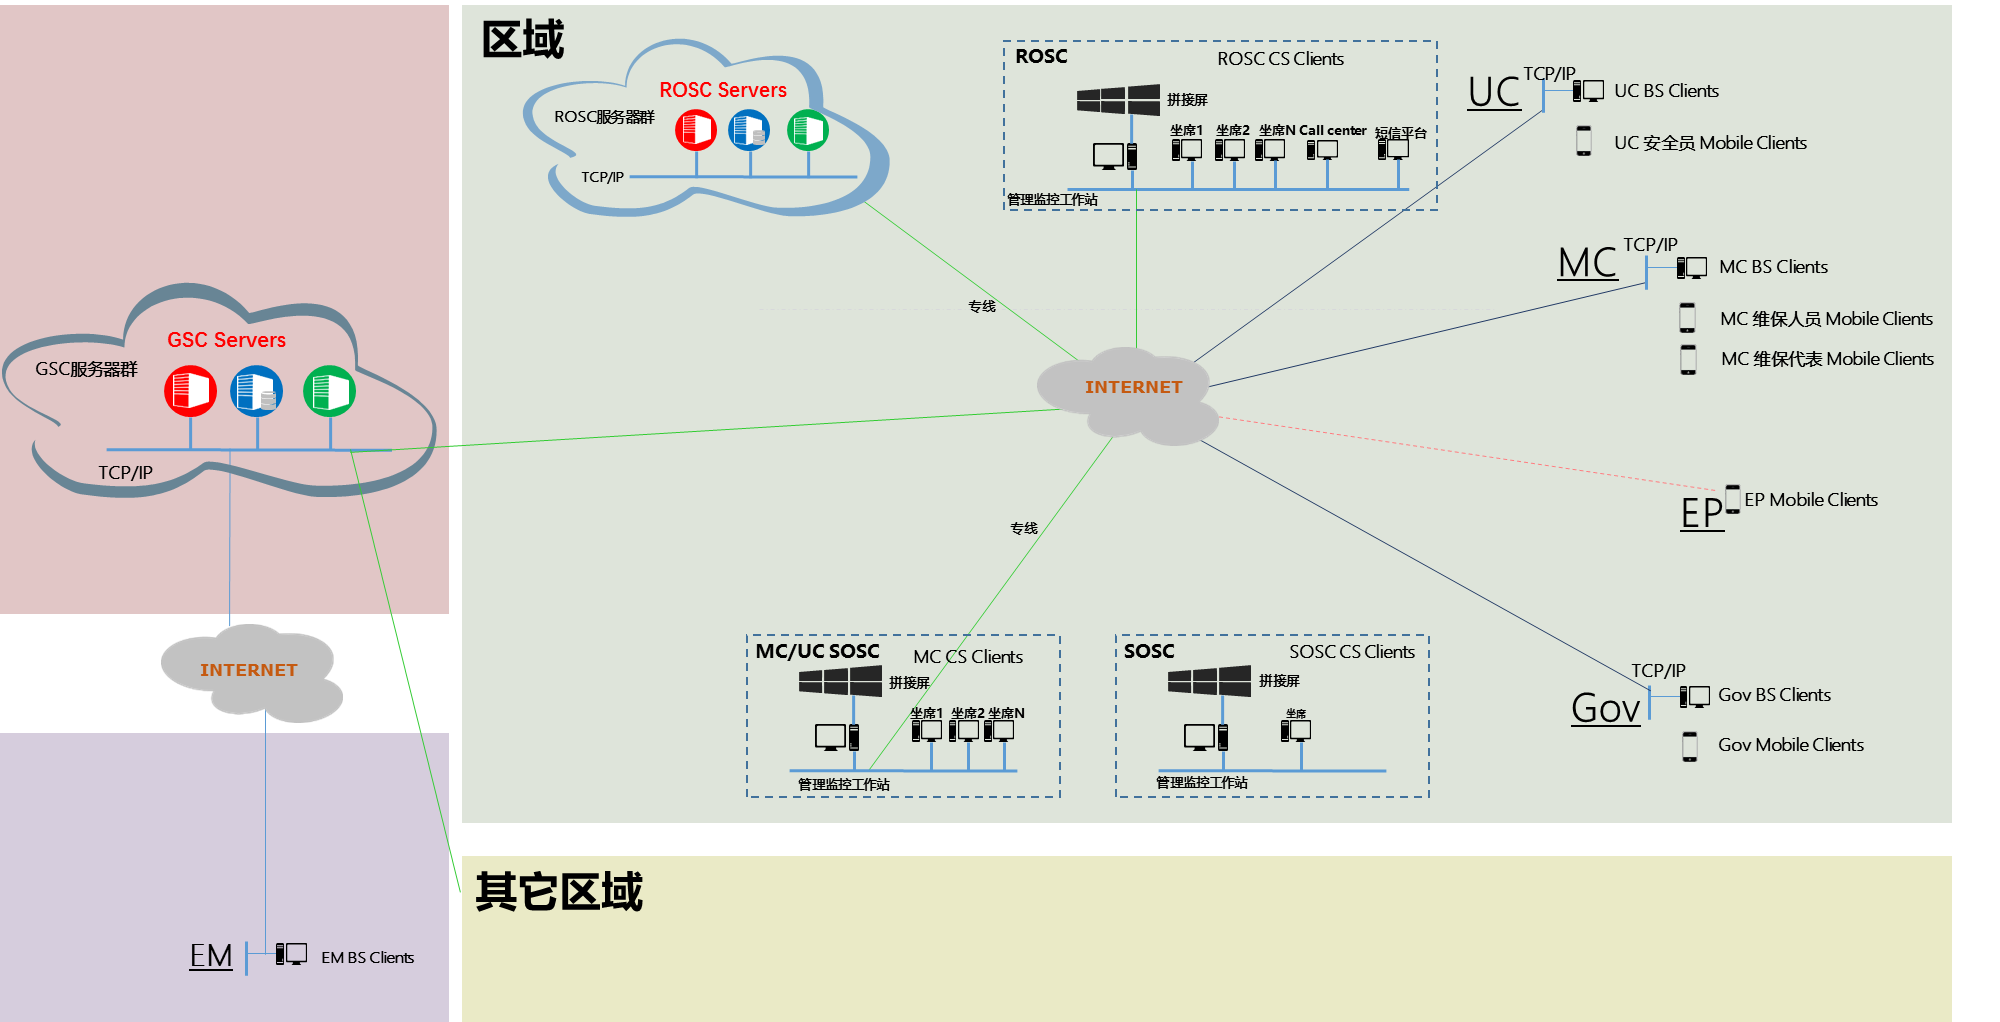 区域
ROSC Servers
ROSC服务器群
TCP/IP
ROSC
ROSC CS Clients
拼接屏
坐席1
坐席2
坐席N
Call center
短信平台
管理监控工作站
UC
TCP/IP
UC BS Clients
UC 安全员 Mobile Clients
MC
TCP/IP
MC BS Clients
MC 维保人员 Mobile Clients
MC 维保代表 Mobile Clients
专线
INTERNET
GSC Servers
GSC服务器群
TCP/IP
EP
EP Mobile Clients
专线
MC/UC SOSC
MC CS Clients
拼接屏
坐席1
坐席2
坐席N
管理监控工作站
SOSC
SOSC CS Clients
拼接屏
坐席
管理监控工作站
Gov
TCP/IP
Gov BS Clients
Gov Mobile Clients
INTERNET
其它区域
EM
EM BS Clients